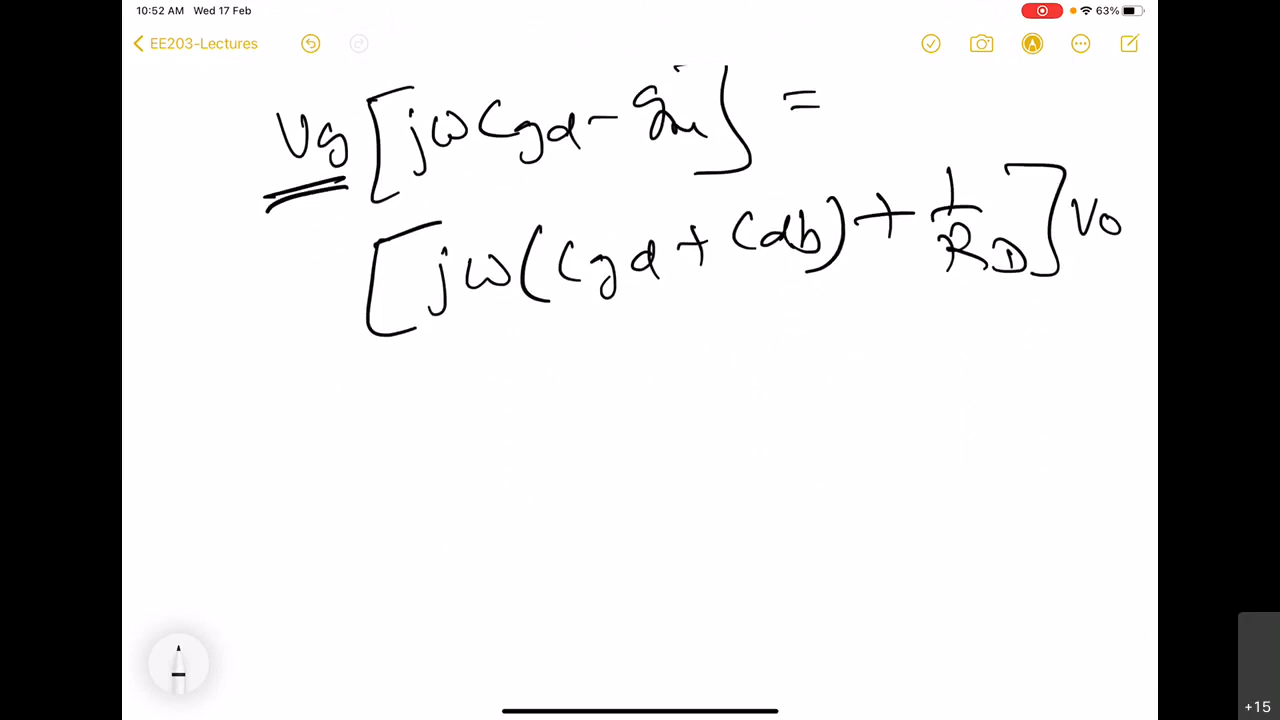 10:52 AM Wed 17 Feb
63%
EE203-Lectures
Vg [jωCgd - gm] =
[jω(Cgd + Cdb) + 1/RD] Vo
+15